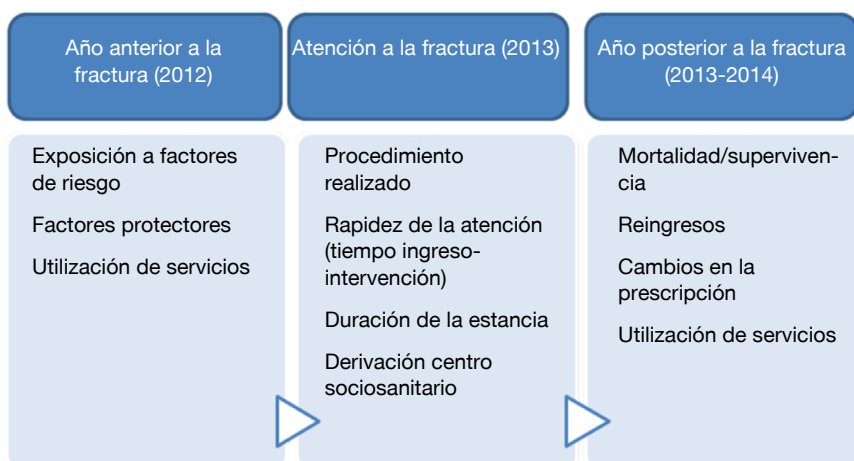 Año anterior a la
fractura (2012)
Exposición a factores
de riesgo
Factores protectores
Utilización de servicios
Atención a la fractura (2013)
Procedimiento
realizado
Rapidez de la atención
(tiempo ingreso-
intervención)
Duración de la estancia
Derivación centro
sociosanitario
Año posterior a la fractura
(2013-2014)
Mortalidad/superviven-
cia
Reingresos
Cambios en la
prescripción
Utilización de servicios